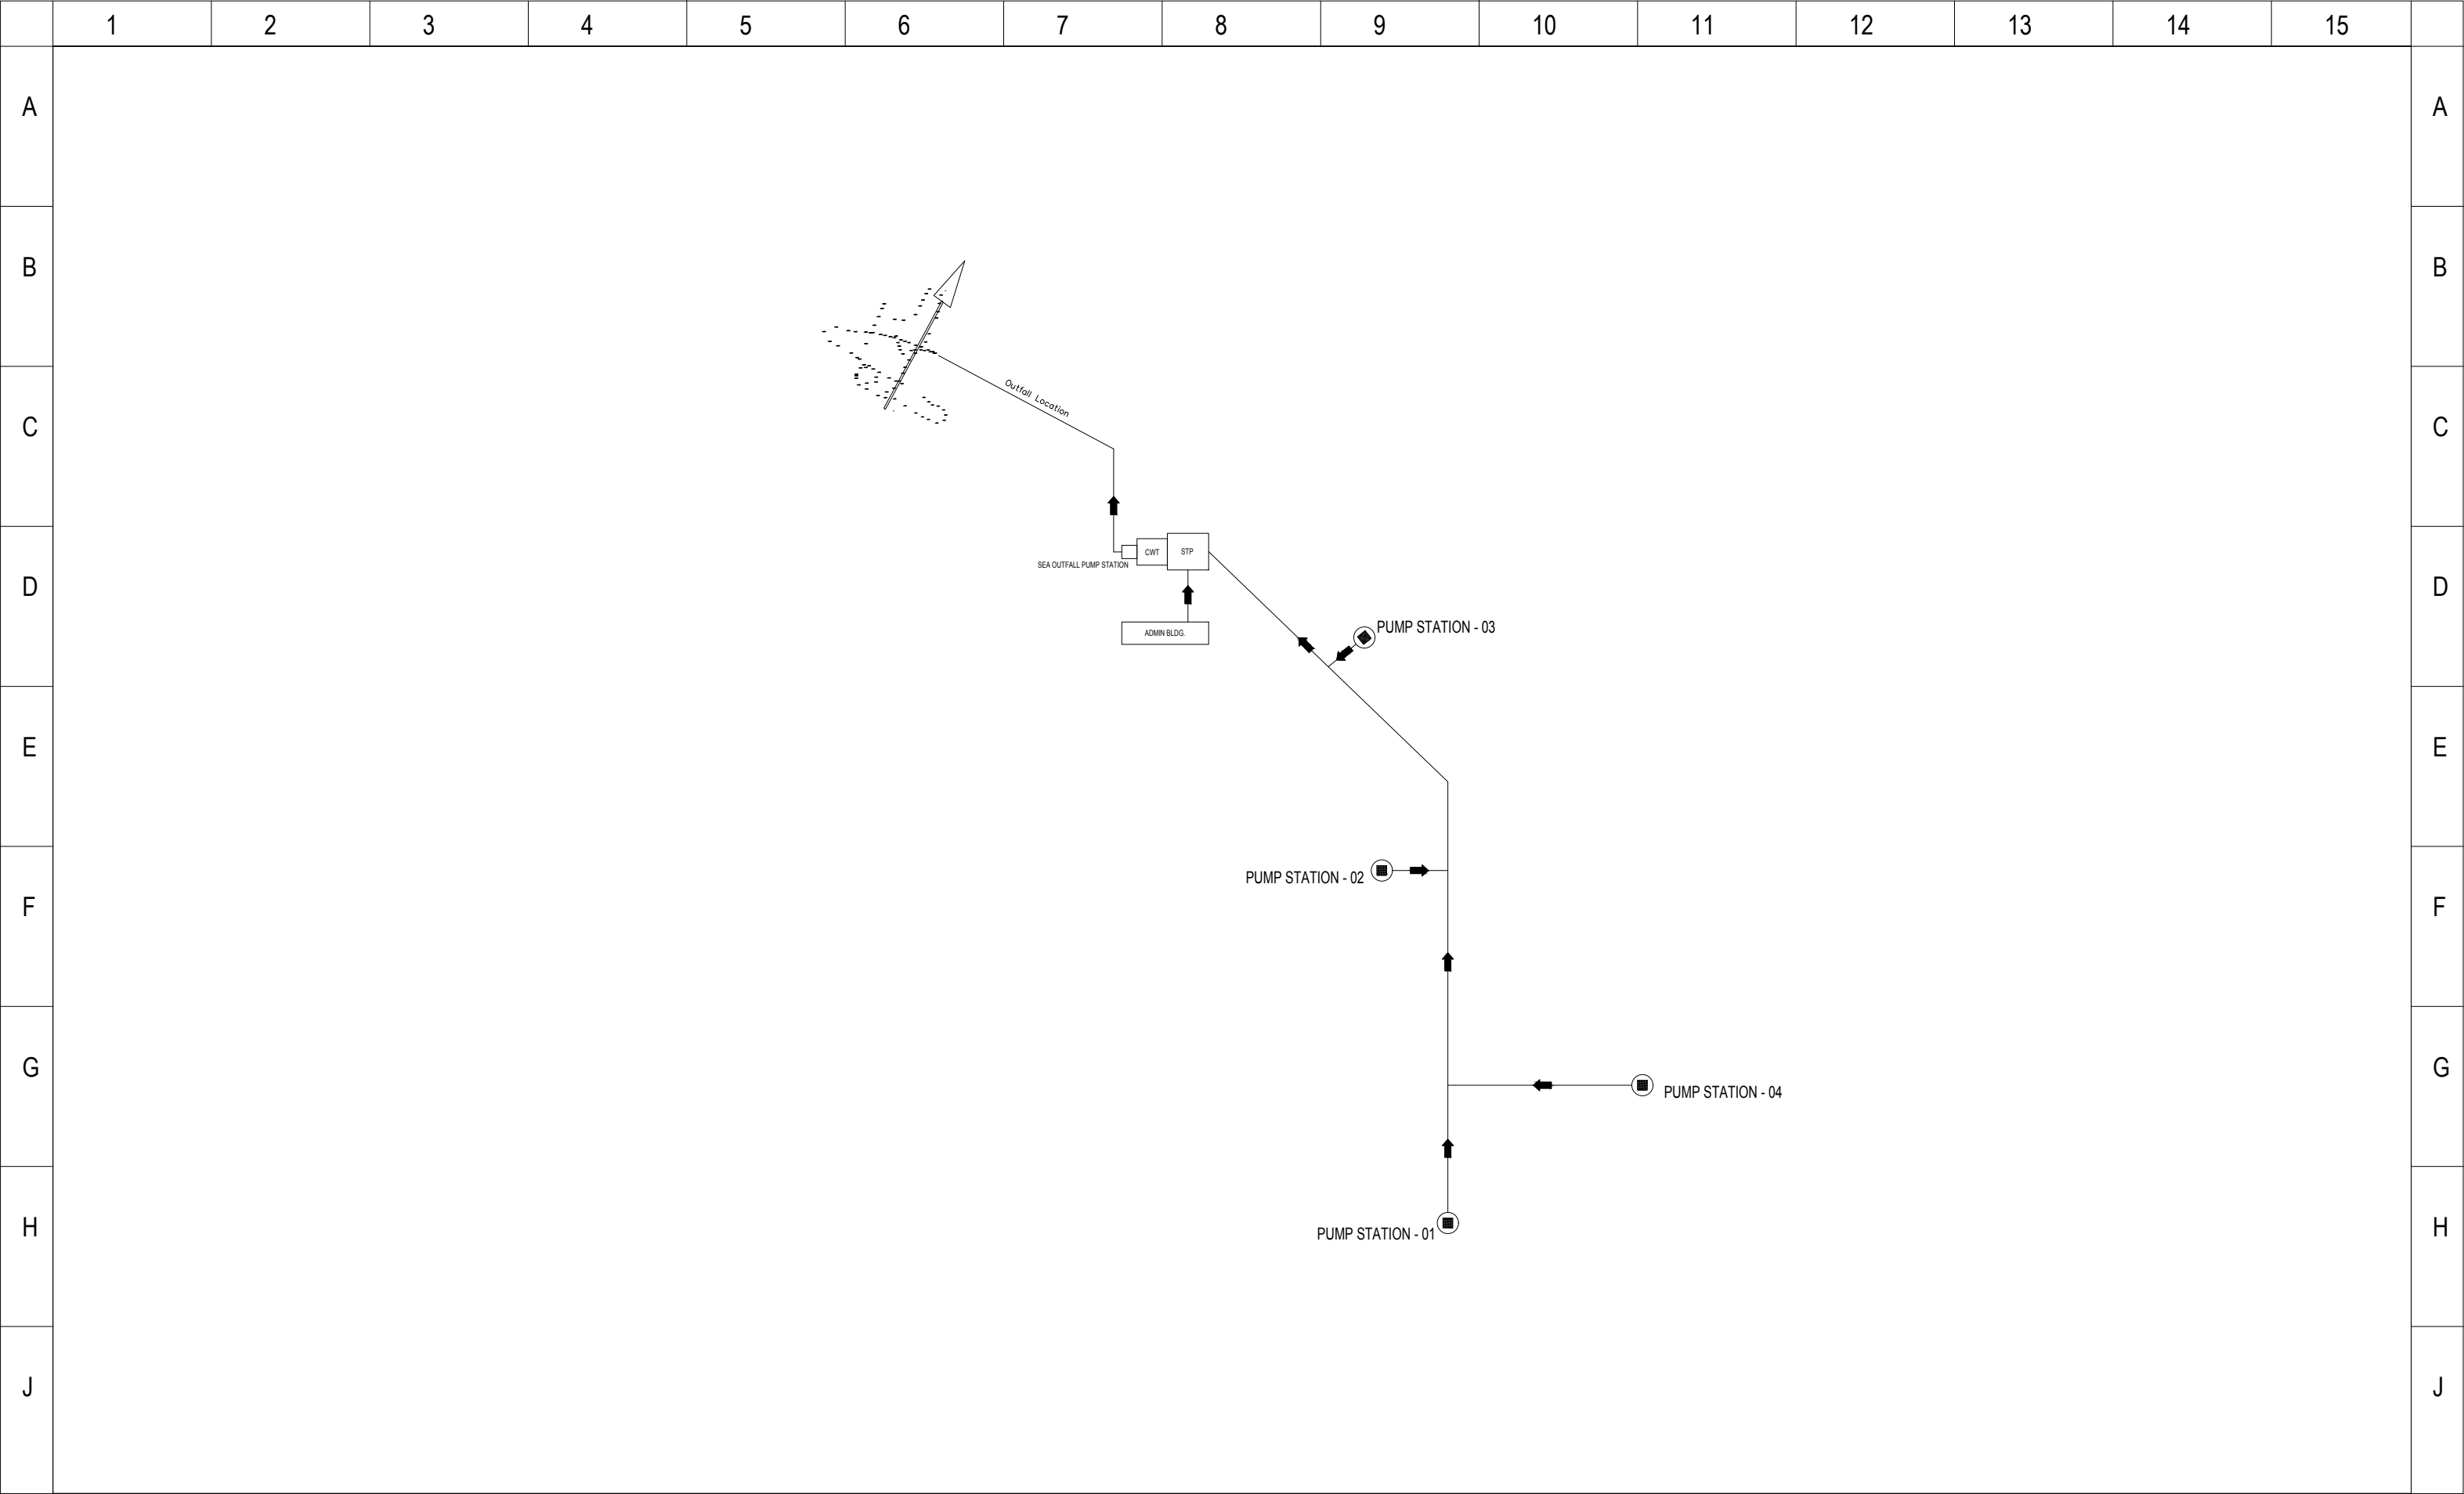 1 2 3 4 5 6 7 8 9 10 11 12 13 14 15
A A
B B
Outfall Location
C C
CWT STP
SEA OUTFALL PUMP STATION
D D
PUMP STATION - 03
ADMIN BLDG.
E E
PUMP STATION - 02
F F
G G
PUMP STATION - 04
H H
PUMP STATION - 01
J J